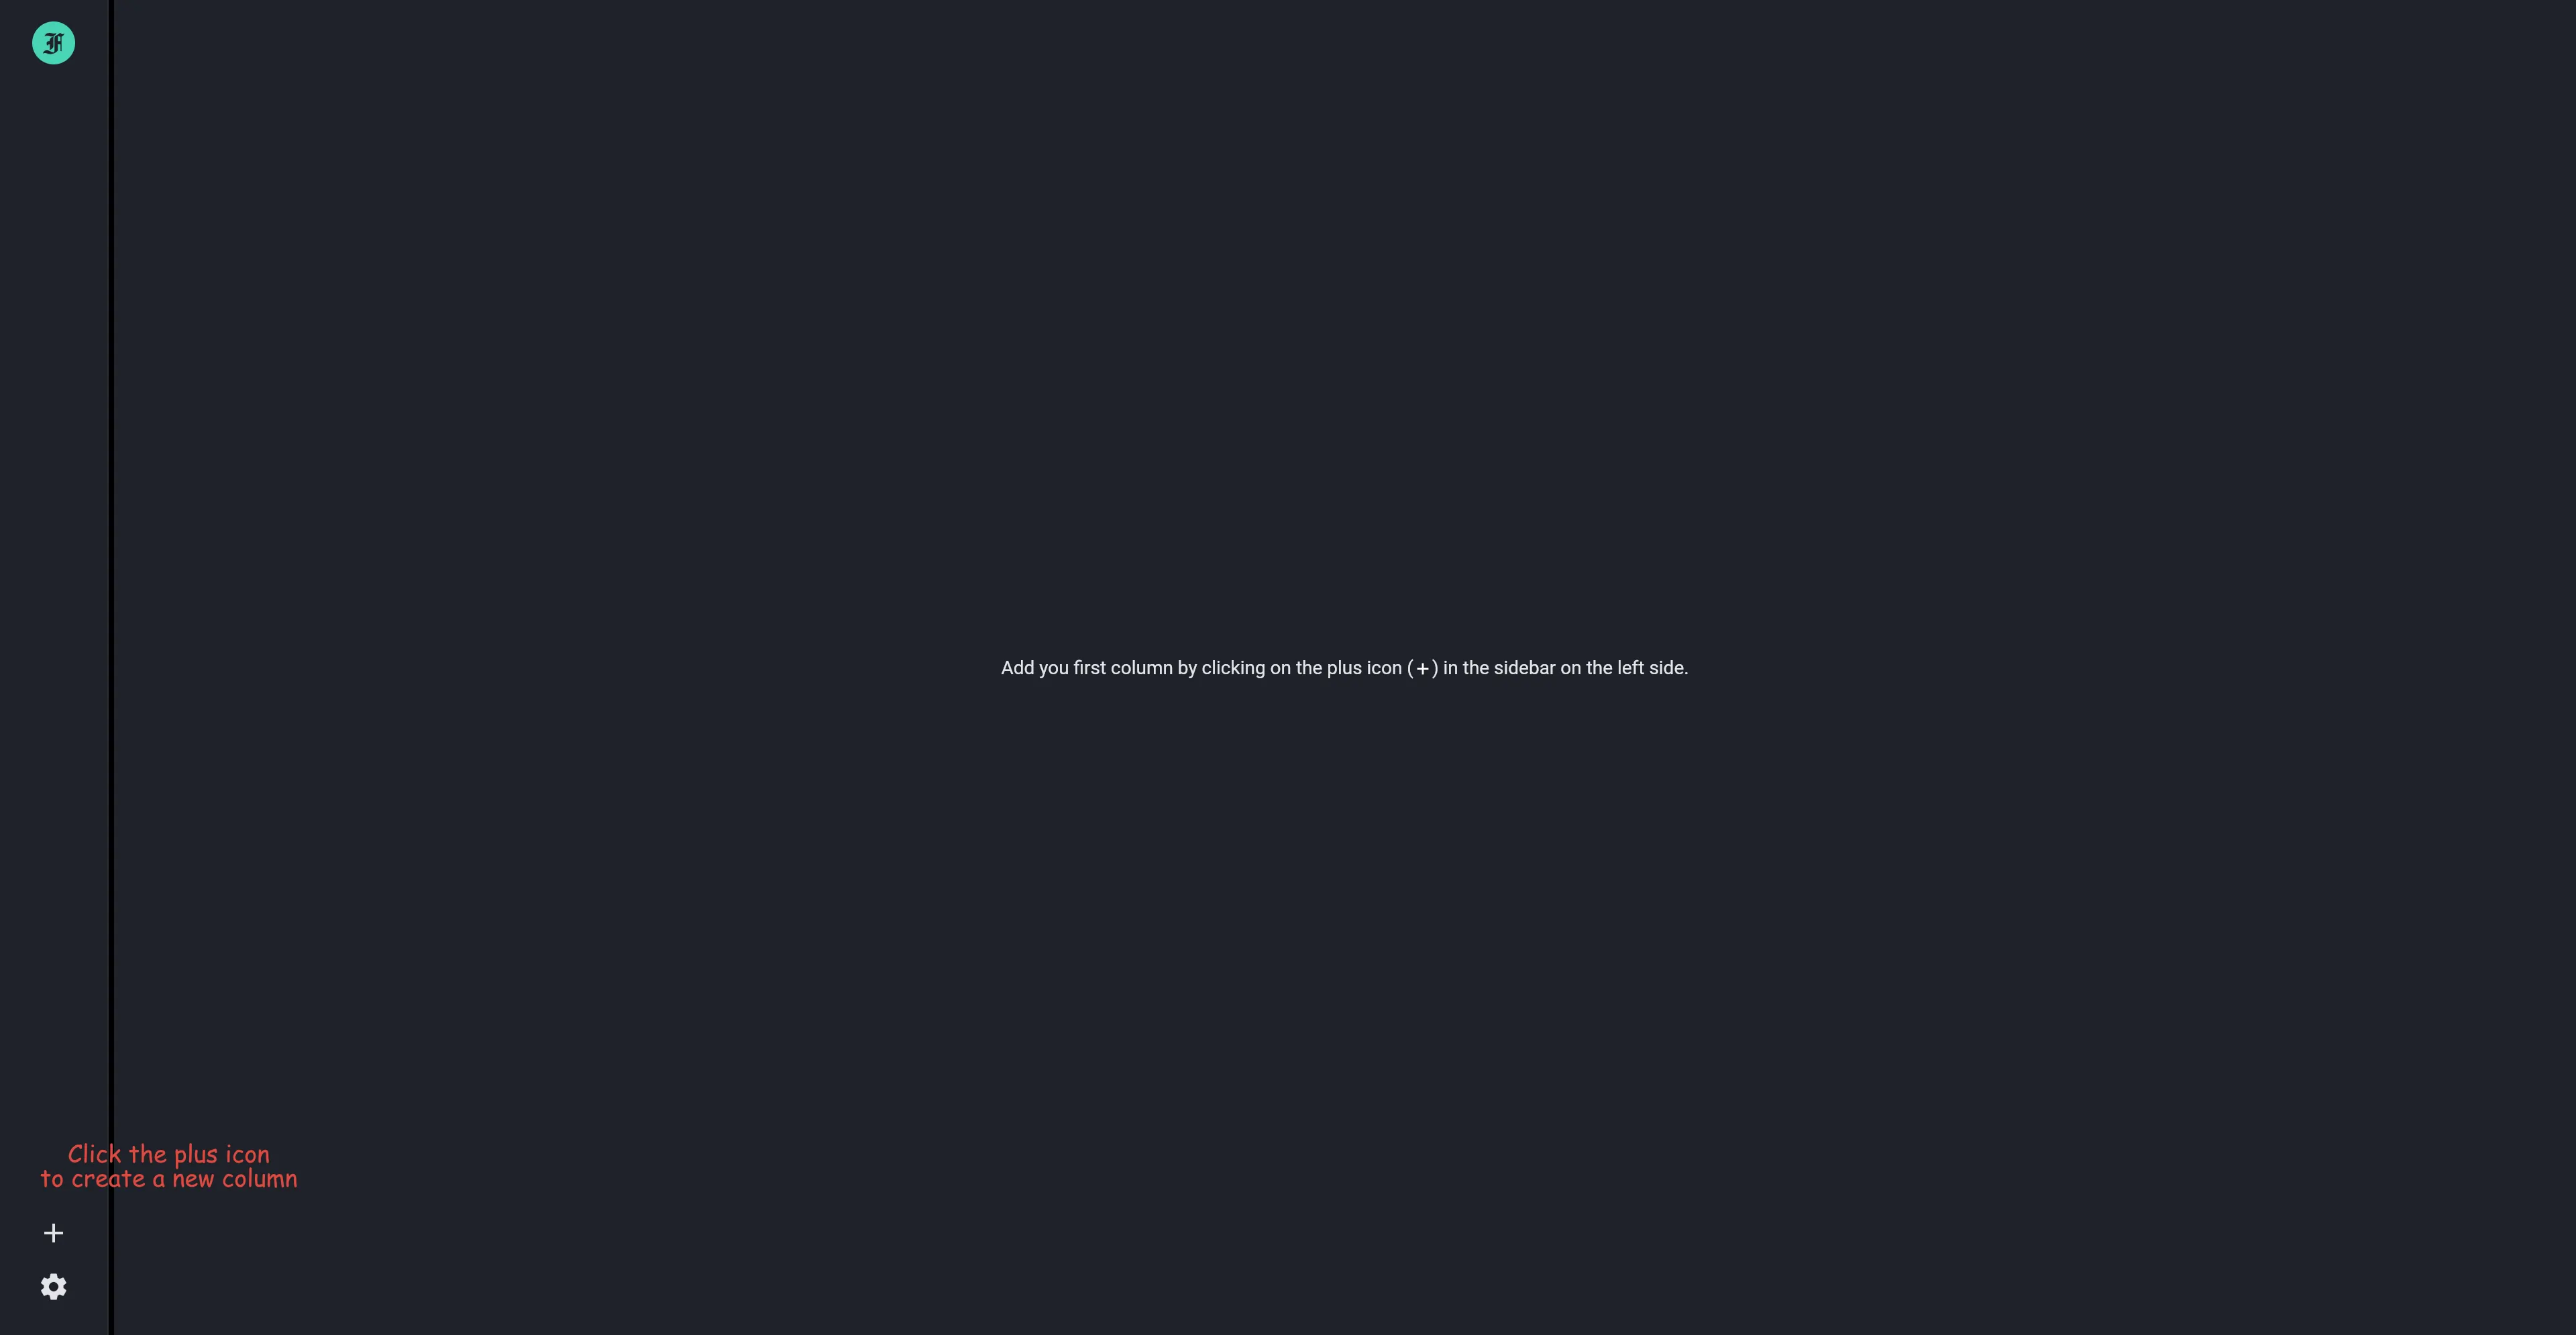 F
Add you first column by clicking on the plus icon (+) in the sidebar on the left side.
Click the plus icon
to create a new column